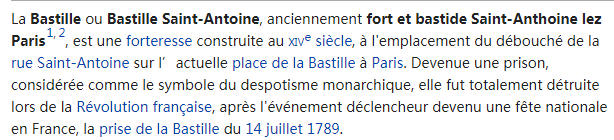 La Bastille ou Bastille Saint-Antoine, anciennement fort et bastide Saint-Anthoine lez
Paris1, 2, est une forteresse construite au XIVe siècle, à l'emplacement du débouché de la
rue Saint-Antoine sur l’actuelle place de la Bastille à Paris. Devenue une prison,
considérée comme le symbole du despotisme monarchique, elle fut totalement détruite
lors de la Révolution française, après l'événement déclencheur devenu une fête nationale
en France, la prise de la Bastille du 14 juillet 1789.